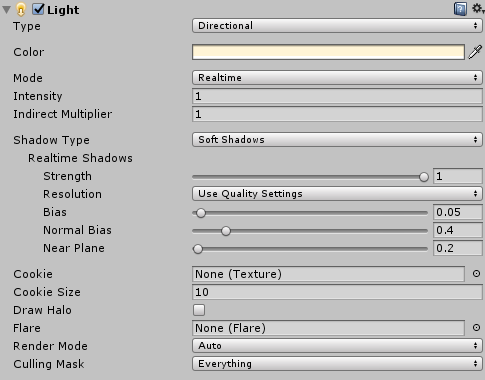 Light
Type Directional
Color
Mode Realtime
Intensity 1
Indirect Multiplier 1
Shadow Type Soft Shadows
Realtime Shadows
Strength 1
Resolution Use Quality Settings
Bias 0.05
Normal Bias 0.4
Near Plane 0.2
Cookie None (Texture)
Cookie Size 10
Draw Halo
Flare None (Flare)
Render Mode Auto
Culling Mask Everything